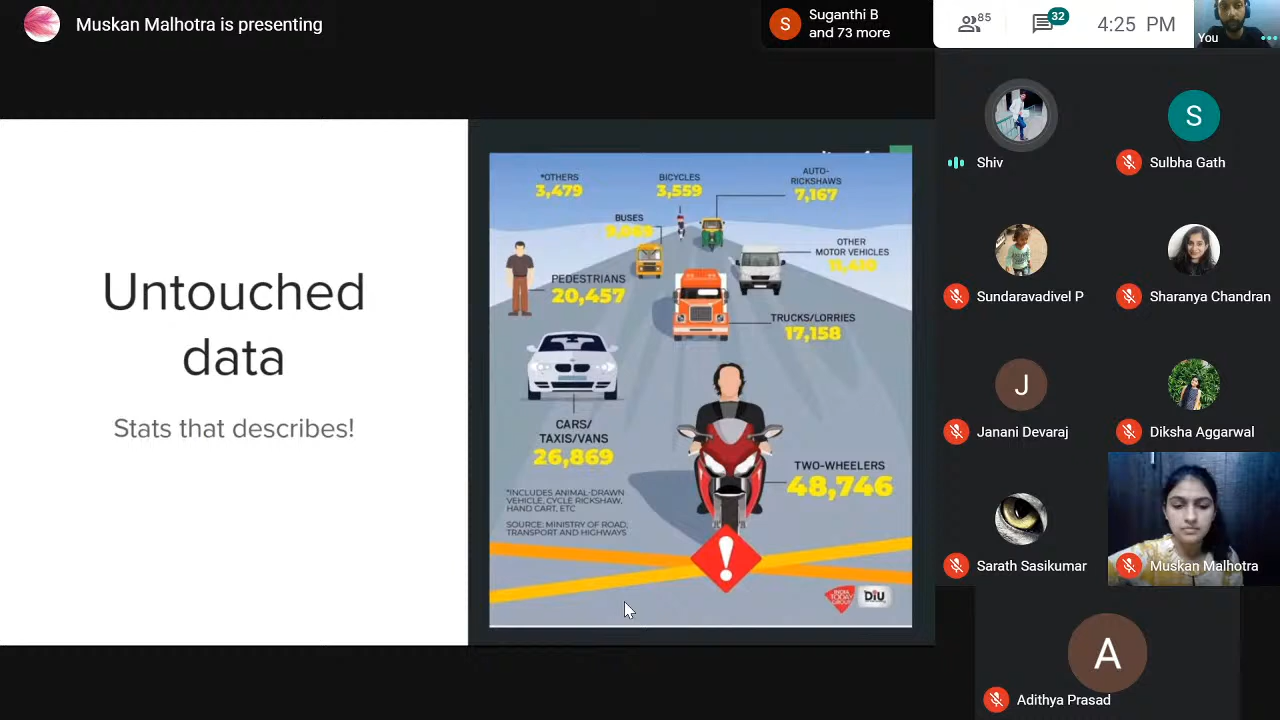 Muskan Malhotra is presenting
S
Suganthi B
and 73 more
85
32
4:25 PM
You
Untouched
data
Stats that describes!
*OTHERS
3,479
BICYCLES
3,559
AUTO-
RICKSHAWS
7,167
BUSES
OTHER
MOTOR VEHICLES
PEDESTRIANS
20,457
TRUCKS/LORRIES
17,158
CARS/
TAXIS/VANS
26,869
TWO-WHEELERS
48,746
*INCLUDES ANIMAL-DRAWN
VEHICLE, CYCLE RICKSHAW,
HAND CART, ETC
SOURCE: MINISTRY OF ROAD,
TRANSPORT AND HIGHWAYS
!
INDIA
TODAY
GROUP
DIU
Shiv
S
Sulbha Gath
Sundaravadivel P
Sharanya Chandran
J
Janani Devaraj
Diksha Aggarwal
Sarath Sasikumar
Muskan Malhotra
A
Adithya Prasad